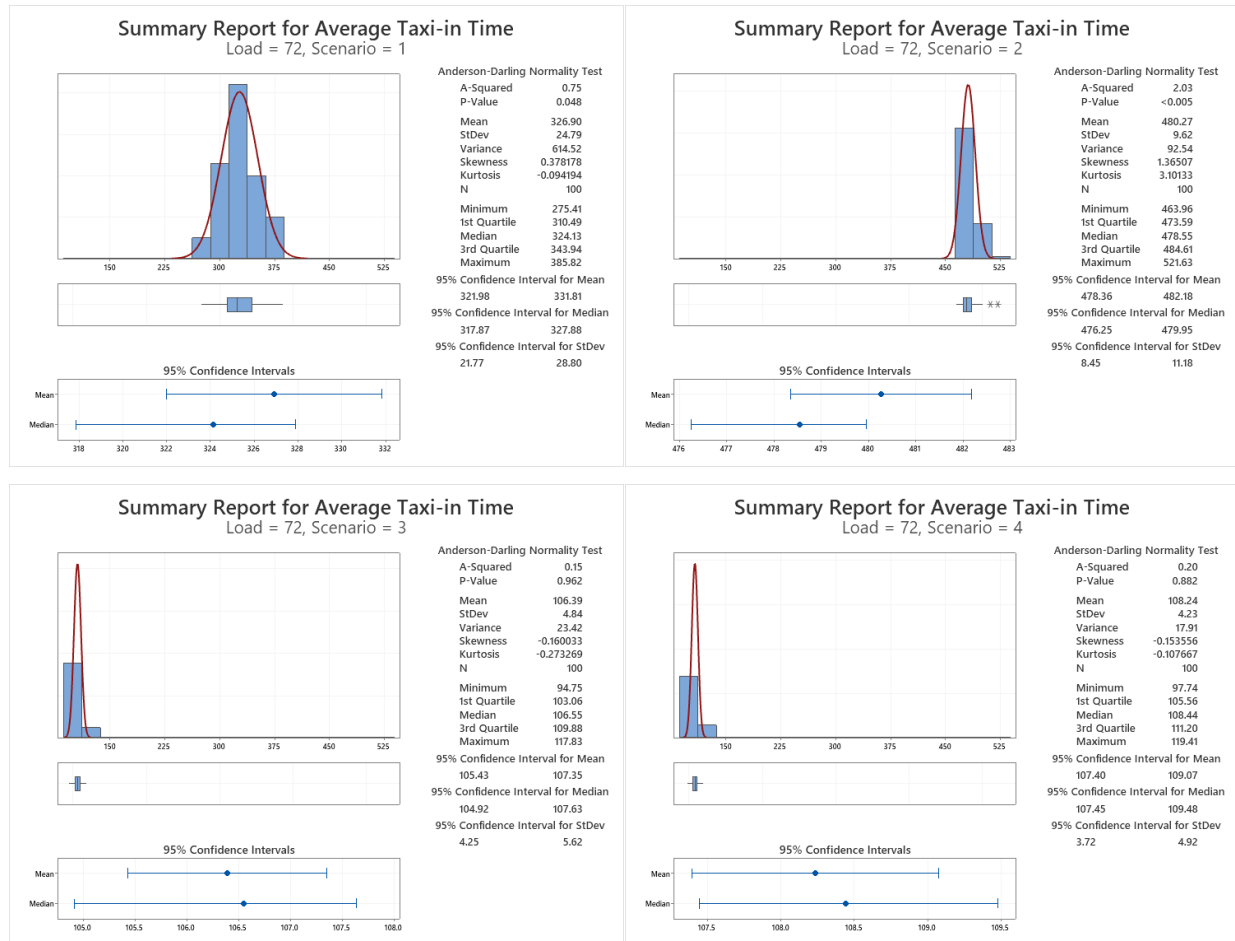 Summary Report for Average Taxi-in Time
Load = 72, Scenario = 1
Anderson-Darling Normality Test
A-Squared 0.75
P-Value 0.048
Mean 326.90
StDev 24.79
Variance 614.52
Skewness 0.378178
Kurtosis -0.094194
N 100
Minimum 275.41
1st Quartile 310.49
Median 324.13
3rd Quartile 343.94
Maximum 385.82
95% Confidence Interval for Mean
321.98 331.81
95% Confidence Interval for Median
317.87 327.88
95% Confidence Interval for StDev
21.77 28.80
150 225 300 375 450 525
95% Confidence Intervals
Mean
Median
318 320 322 324 326 328 330 332
Summary Report for Average Taxi-in Time
Load = 72, Scenario = 2
Anderson-Darling Normality Test
A-Squared 2.03
P-Value <0.005
Mean 480.27
StDev 9.62
Variance 92.54
Skewness 1.36507
Kurtosis 3.10133
N 100
Minimum 463.96
1st Quartile 473.59
Median 478.55
3rd Quartile 484.61
Maximum 521.63
95% Confidence Interval for Mean
478.36 482.18
95% Confidence Interval for Median
476.25 479.95
95% Confidence Interval for StDev
8.45 11.18
150 225 300 375 450 525
95% Confidence Intervals
Mean
Median
476 477 478 479 480 481 482 483
Summary Report for Average Taxi-in Time
Load = 72, Scenario = 3
Anderson-Darling Normality Test
A-Squared 0.15
P-Value 0.962
Mean 106.39
StDev 4.84
Variance 23.42
Skewness -0.160033
Kurtosis -0.273269
N 100
Minimum 94.75
1st Quartile 103.06
Median 106.55
3rd Quartile 109.88
Maximum 117.83
95% Confidence Interval for Mean
105.43 107.35
95% Confidence Interval for Median
104.92 107.63
95% Confidence Interval for StDev
4.25 5.62
150 225 300 375 450 525
95% Confidence Intervals
Mean
Median
105.0 105.5 106.0 106.5 107.0 107.5 108.0
Summary Report for Average Taxi-in Time
Load = 72, Scenario = 4
Anderson-Darling Normality Test
A-Squared 0.20
P-Value 0.882
Mean 108.24
StDev 4.23
Variance 17.91
Skewness -0.153556
Kurtosis -0.107667
N 100
Minimum 97.74
1st Quartile 105.56
Median 108.44
3rd Quartile 111.20
Maximum 119.41
95% Confidence Interval for Mean
107.40 109.07
95% Confidence Interval for Median
107.45 109.48
95% Confidence Interval for StDev
3.72 4.92
150 225 300 375 450 525
95% Confidence Intervals
Mean
Median
107.5 108.0 108.5 109.0 109.5